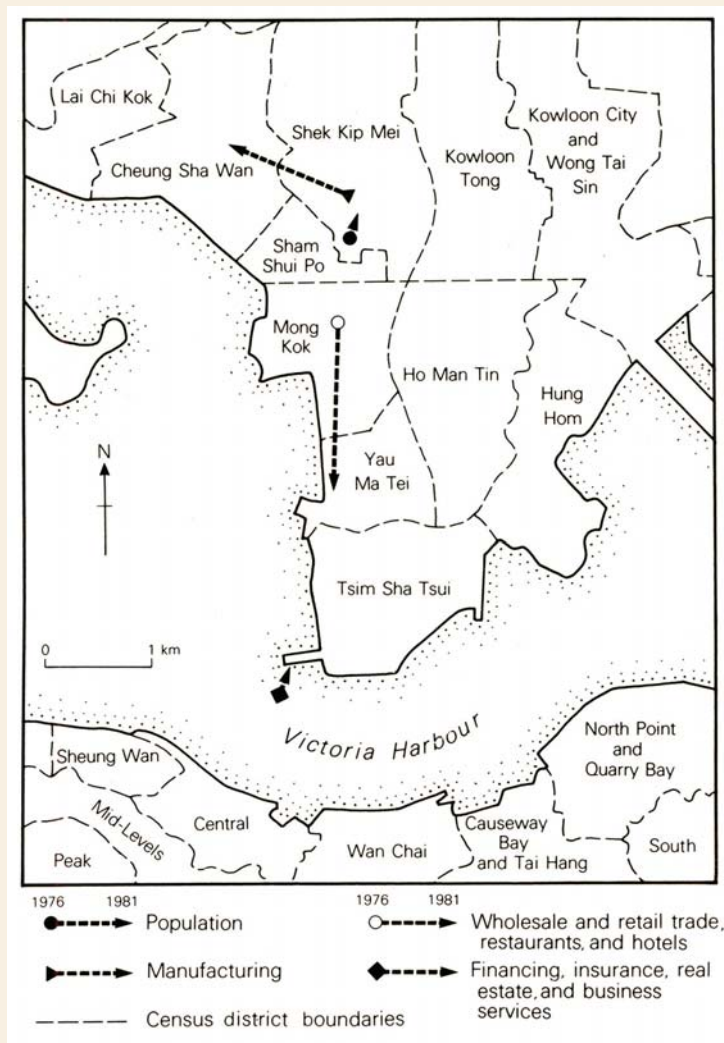 Lai Chi Kok
Shek Kip Mei
Kowloon City
and
Wong Tai
Sin
Cheung Sha Wan
Kowloon
Tong
Sham
Shui Po
Mong
Kok
Ho Man Tin
Hung
Hom
N
Yau
Ma Tei
Tsim Sha Tsui
0 1 km
Victoria Harbour
North Point
and
Quarry Bay
Sheung Wan
Mid-Levels
Central
Causeway
Bay
and Tai Hang
South
Wan Chai
Peak
1976 1981
Population
Manufacturing
Census district boundaries
1976 1981
Wholesale and retail trade,
restaurants, and hotels
Financing, insurance, real
estate, and business
services